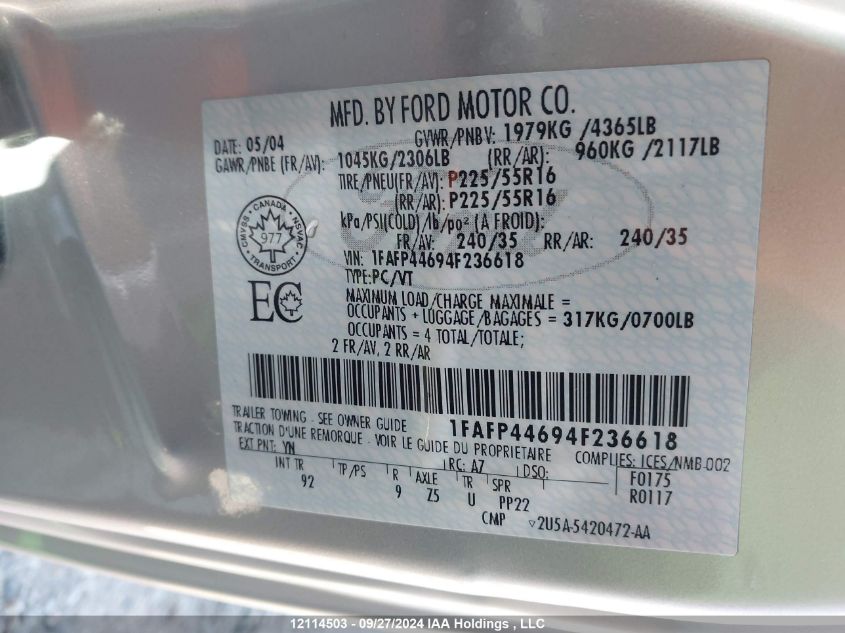 MFD. BY FORD MOTOR CO.
DATE: 05/04
GVWR/PNBV: 1979KG /4365LB
GAWR/PNBE (FR/AV): 1045KG/2306LB (RR/AR): 960KG /2117LB
TIRE/PNEU(FR/AV): P225/55R16
(RR/AR): P225/55R16
kPa/PSI(COLD)/lb/po² (A FROID):
FR/AV: 240/35 RR/AR: 240/35
VIN: 1FAFP44694F236618
TYPE:PC/VT
CANADA
CMVSS NSVAC
977
TRANSPORT
EC
MAXIMUM LOAD/CHARGE MAXIMALE =
OCCUPANTS + LUGGAGE/BAGAGES = 317KG/0700LB
OCCUPANTS = 4 TOTAL/TOTALE;
2 FR/AV, 2 RR/AR
TRAILER TOWING - SEE OWNER GUIDE
1FAFP44694F236618
TRACTION D'UNE REMORQUE - VOIR LE GUIDE DU PROPRIETAIRE
COMPLIES: ICES/NMB-002
EXT PNT: YN RC: A7 DSO: F0175
INT TR TP/PS R AXLE TR SPR R0117
92 9 Z5 U PP22
CMP 2U5A-5420472-AA
12114503 - 09/27/2024 IAA Holdings , LLC